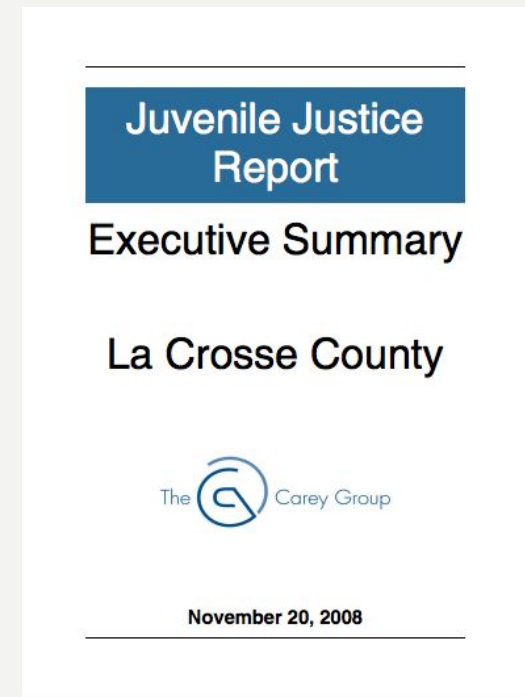 Juvenile Justice
Report
Executive Summary
La Crosse County
The Carey Group
November 20, 2008